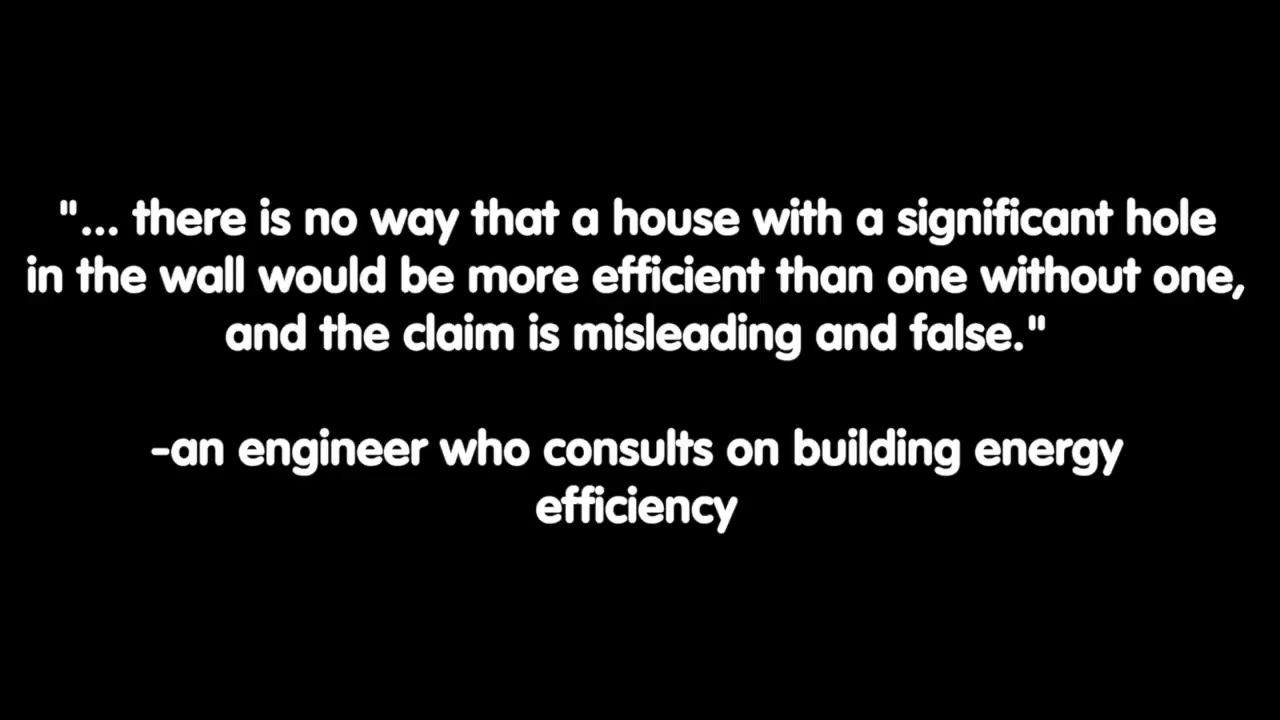 "... there is no way that a house with a significant hole
in the wall would be more efficient than one without one,
and the claim is misleading and false."
-an engineer who consults on building energy
efficiency